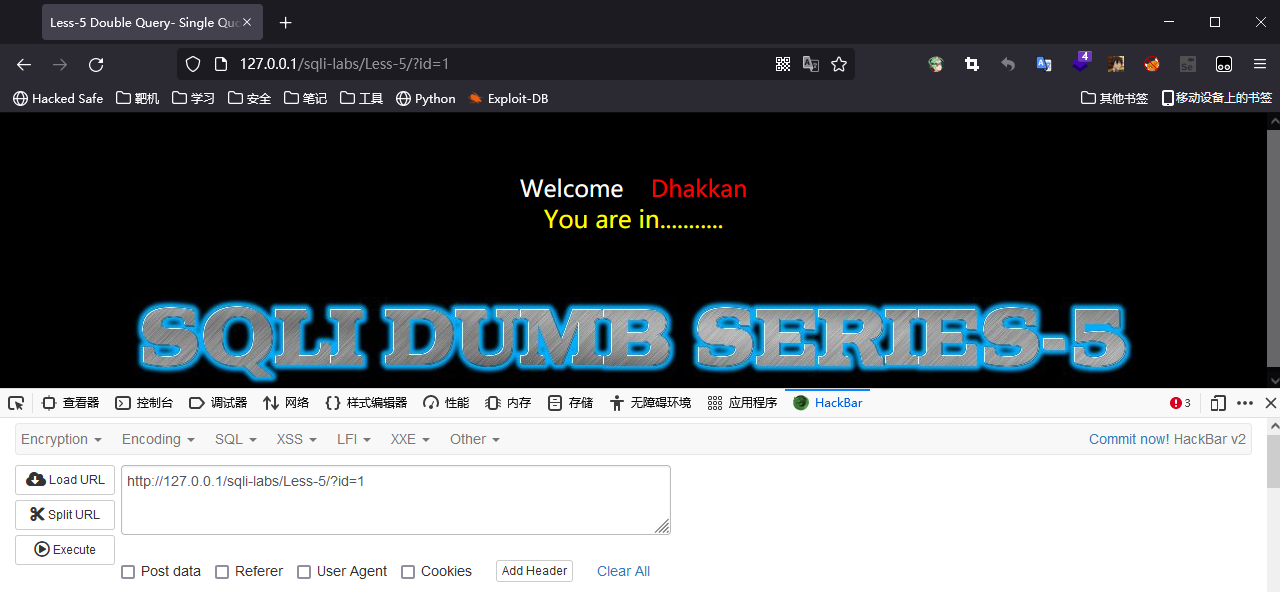 Less-5 Double Query- Single Quo
127.0.0.1/sqli-labs/Less-5/?id=1
4
Se
Hacked Safe 靶机 学习 安全 笔记 工具 Python Exploit-DB 其他书签 移动设备上的书签
Welcome Dhakkan
You are in...........
SQLI DUMB SERIES-5
查看器 控制台 调试器 网络 样式编辑器 性能 内存 存储 无障碍环境 应用程序 HackBar 3
Encryption Encoding SQL XSS LFI XXE Other Commit now! HackBar v2
Load URL http://127.0.0.1/sqli-labs/Less-5/?id=1
Split URL
Execute
Post data Referer User Agent Cookies Add Header Clear All